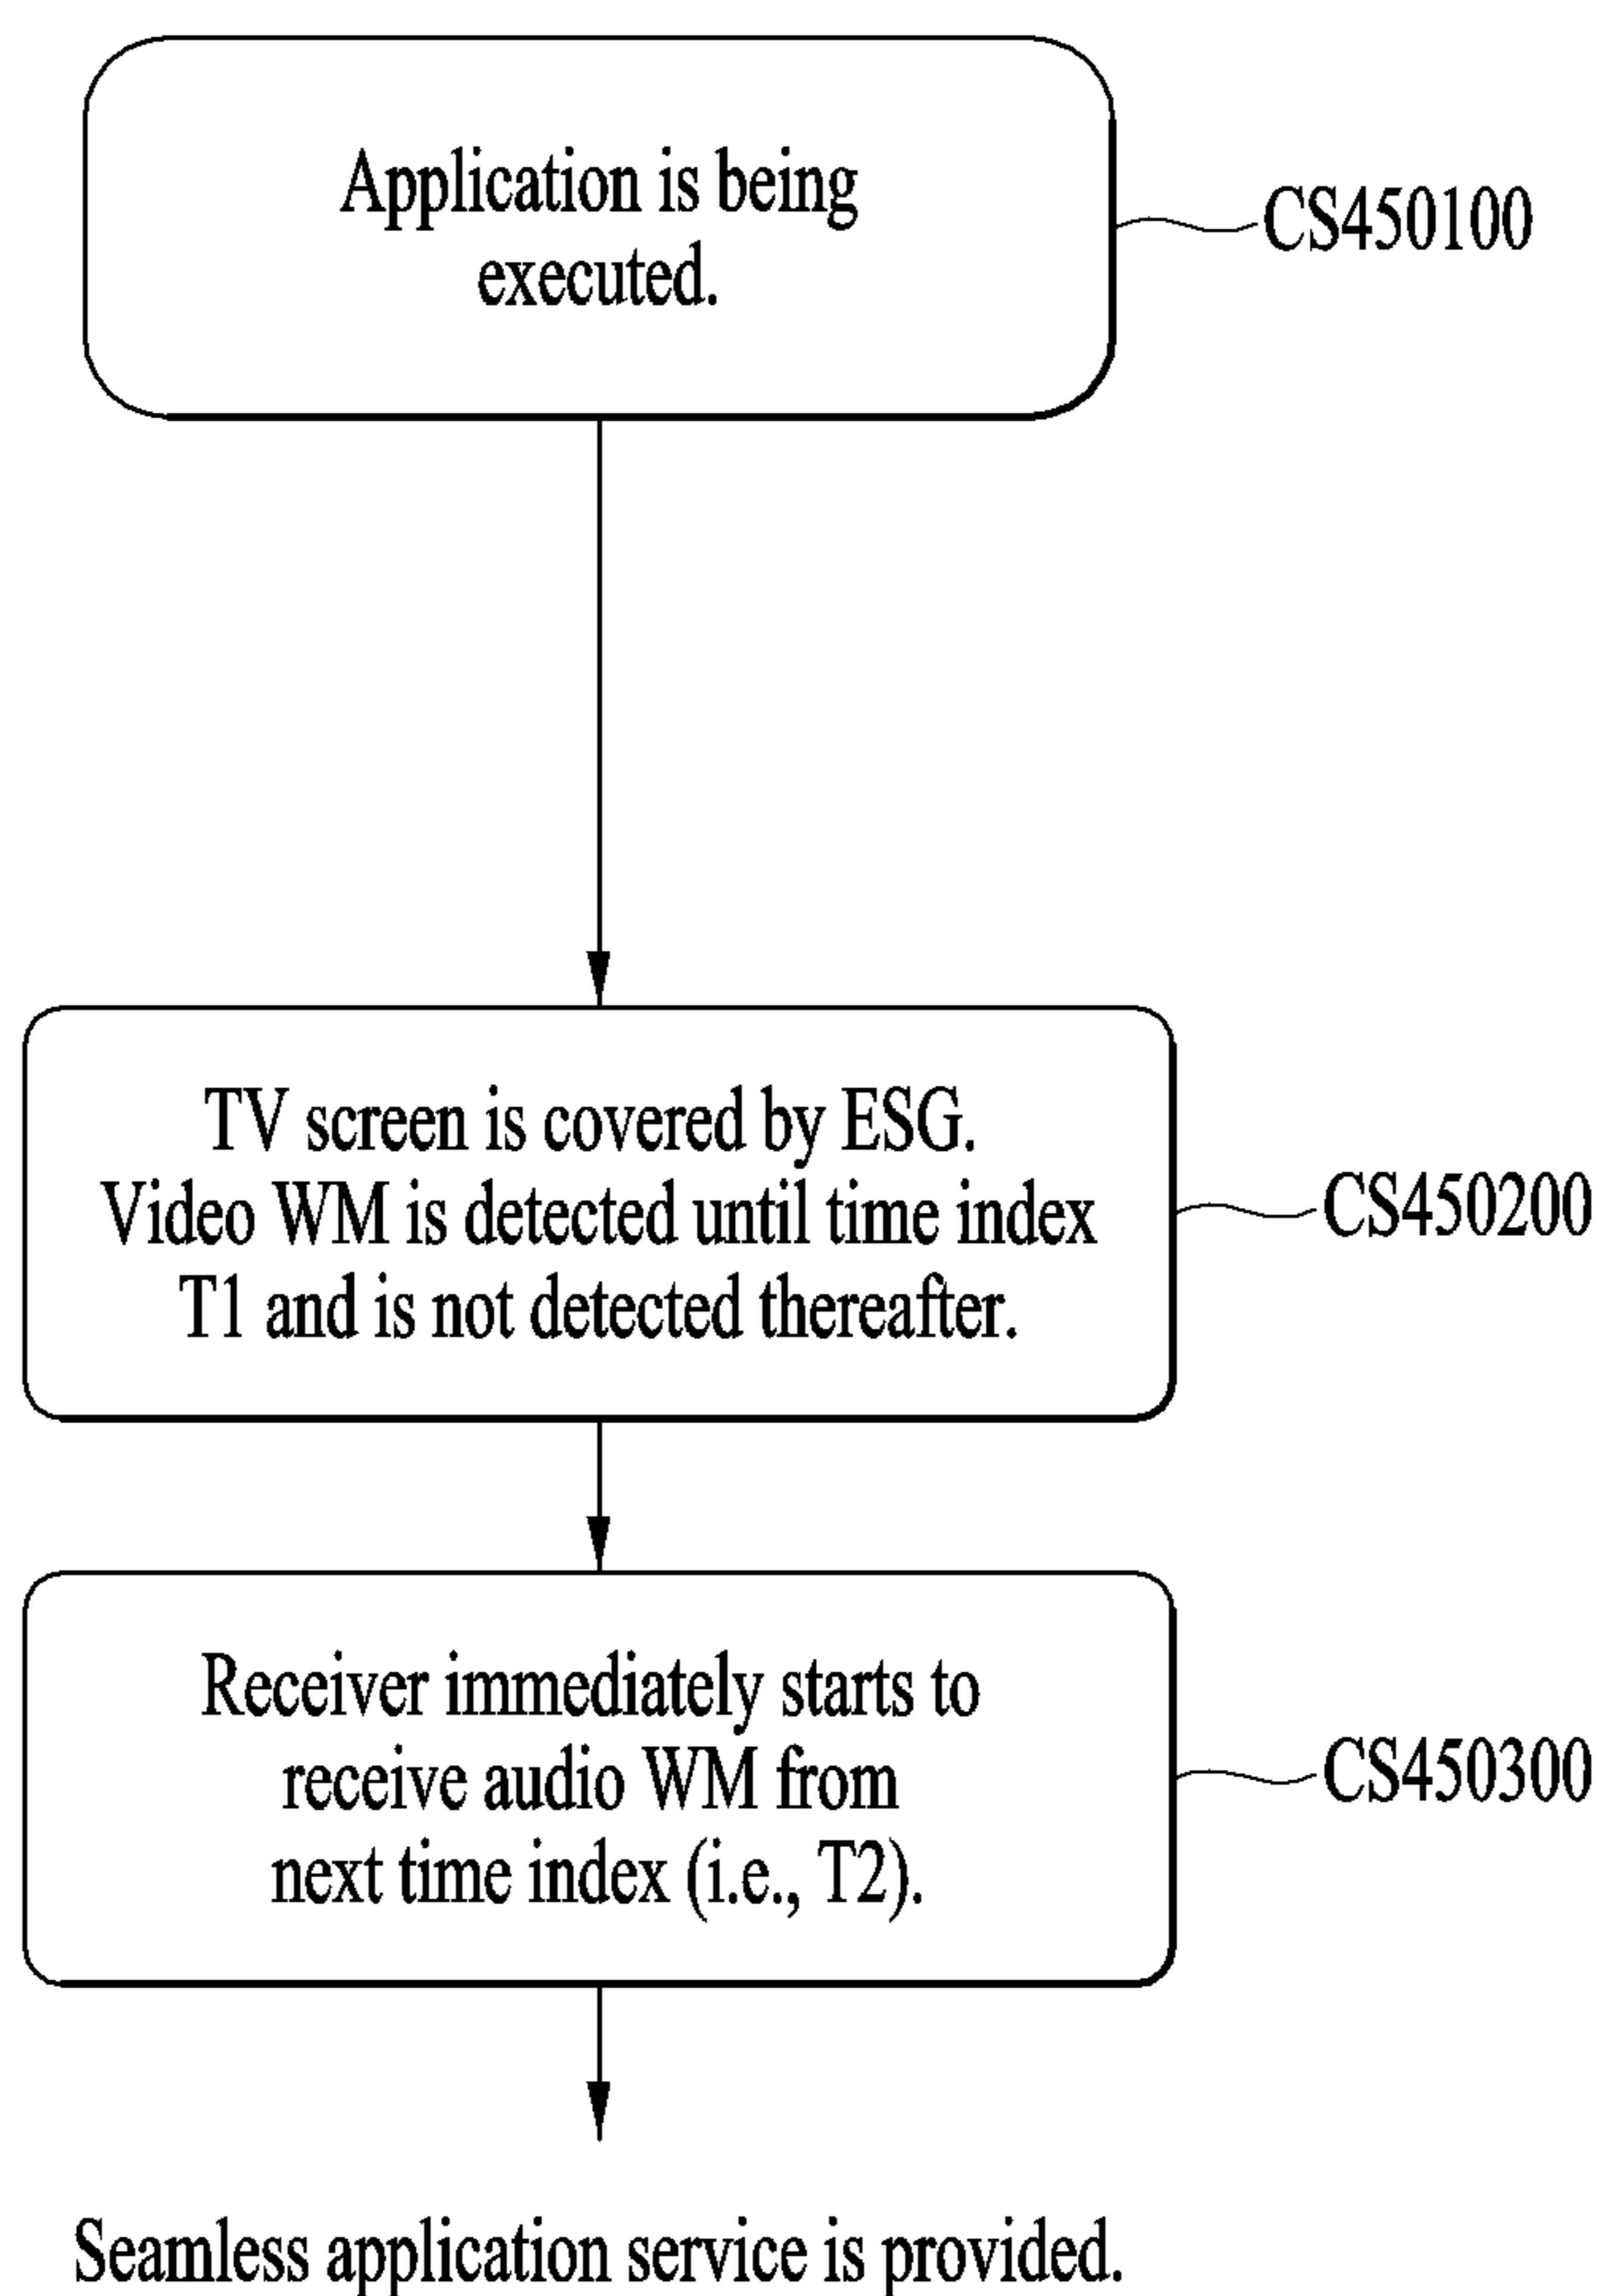 Application is being
executed.
CS450100
TV screen is covered by ESG.
Video WM is detected until time index
T1 and is not detected thereafter.
CS450200
Receiver immediately starts to
receive audio WM from
next time index (i.e., T2).
CS450300
Seamless application service is provided.